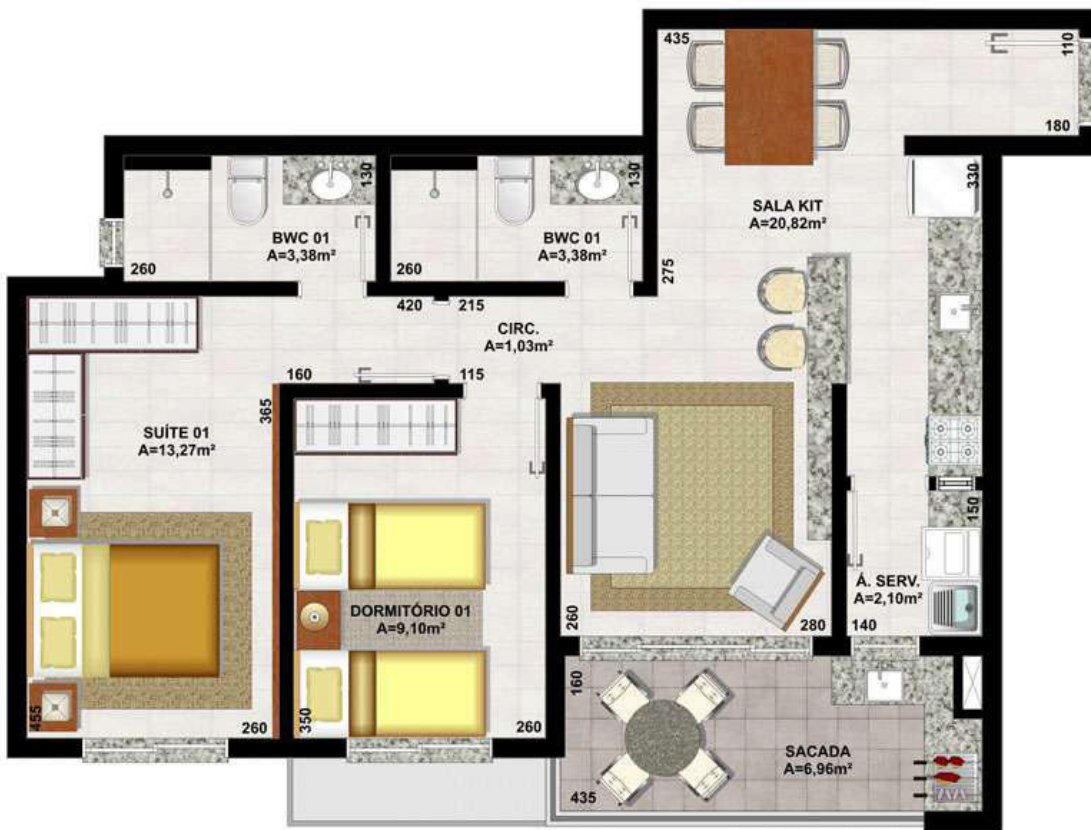 435
110
180
130
130
SALA KIT
A=20,82m²
330
BWC 01
A=3,38m²
BWC 01
A=3,38m²
260
260
275
420
215
CIRC.
A=1,03m²
160
115
365
SUÍTE 01
A=13,27m²
150
Á. SERV.
A=2,10m²
DORMITÓRIO 01
A=9,10m²
260
280
140
160
455
260
350
260
SACADA
A=6,96m²
435